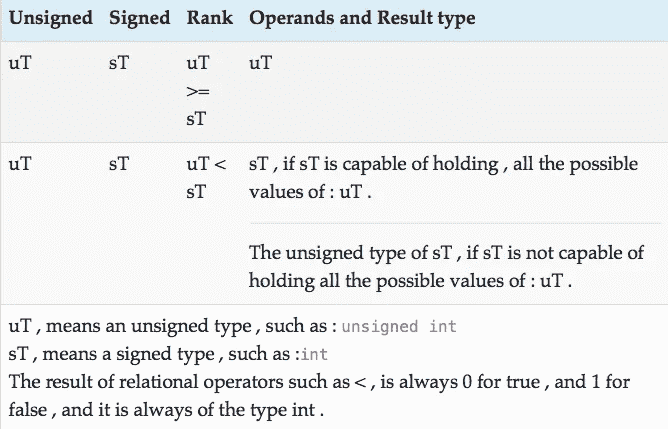 Unsigned Signed Rank Operands and Result type
uT sT uT uT
>=
sT
uT sT uT < sT , if sT is capable of holding , all the possible
sT values of : uT .
The unsigned type of sT , if sT is not capable of
holding all the possible values of : uT .
uT , means an unsigned type , such as : unsigned int
sT , means a signed type , such as :int
The result of relational operators such as < , is always 0 for true , and 1 for
false , and it is always of the type int .